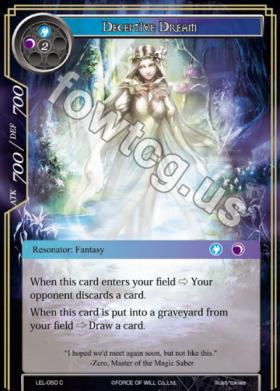 Deceptive Dream
2
ATK 700/DEF 700
fowtcg.us
Resonator: Fantasy
When this card enters your field ⇨ Your
opponent discards a card.
When this card is put into a graveyard from
your field ⇨ Draw a card.
"I hoped we'd meet again soon, but not like this."
-Zero, Master of the Magic Saber
LEL-050 C
©FORCE OF WILL Co.,Ltd.
Illust/tokiwa